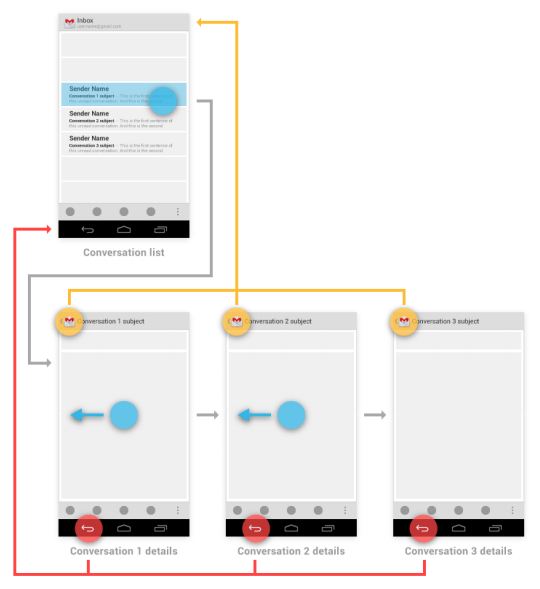 Inbox
Sender Name
Conversation 1 subject - This is the first sentence of
this unread conversation. And this is the second
Sender Name
Conversation 2 subject - This is the first sentence of
this unread conversation. And this is the second
Sender Name
Conversation 3 subject - This is the first sentence of
this unread conversation. And this is the second
Conversation list
Conversation 1 subject
Conversation 2 subject
Conversation 3 subject
Conversation 1 details
Conversation 2 details
Conversation 3 details